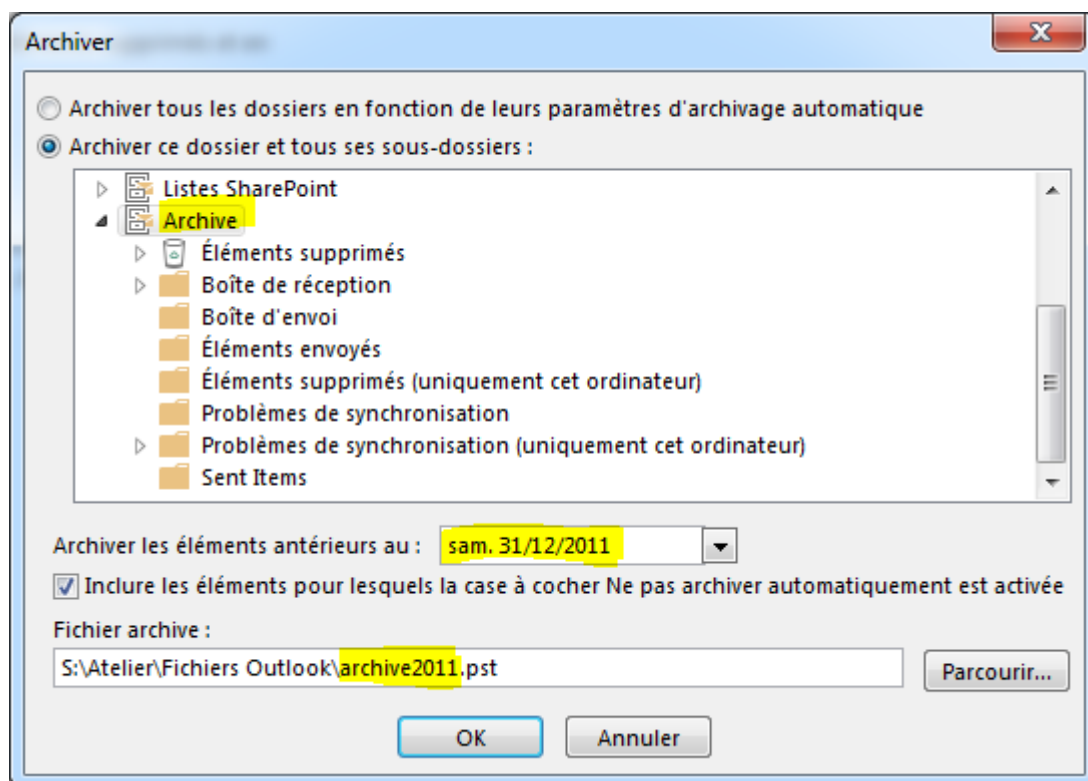 Archiver
Archiver tous les dossiers en fonction de leurs paramètres d'archivage automatique
Archiver ce dossier et tous ses sous-dossiers :
Listes SharePoint
Archive
Éléments supprimés
Boîte de réception
Boîte d'envoi
Éléments envoyés
Éléments supprimés (uniquement cet ordinateur)
Problèmes de synchronisation
Problèmes de synchronisation (uniquement cet ordinateur)
Sent Items
Archiver les éléments antérieurs au : sam. 31/12/2011
Inclure les éléments pour lesquels la case à cocher Ne pas archiver automatiquement est activée
Fichier archive :
S:\Atelier\Fichiers Outlook\archive2011.pst Parcourir...
OK Annuler